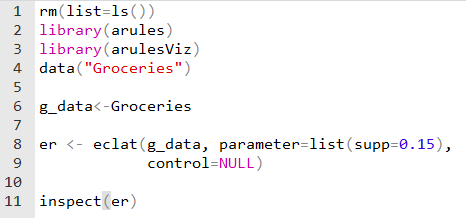 1 rm(list=ls())
2 library(arules)
3 library(arulesViz)
4 data("Groceries")
5
6 g_data<-Groceries
7
8 er <- eclat(g_data, parameter=list(supp=0.15),
9 control=NULL)
10
11 inspect(er)